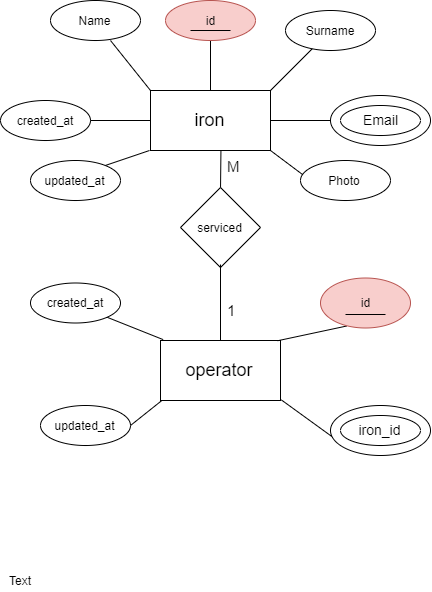 Name
id
Surname
created_at
iron
Email
updated_at
M
Photo
serviced
created_at
id
1
operator
updated_at
iron_id
Text